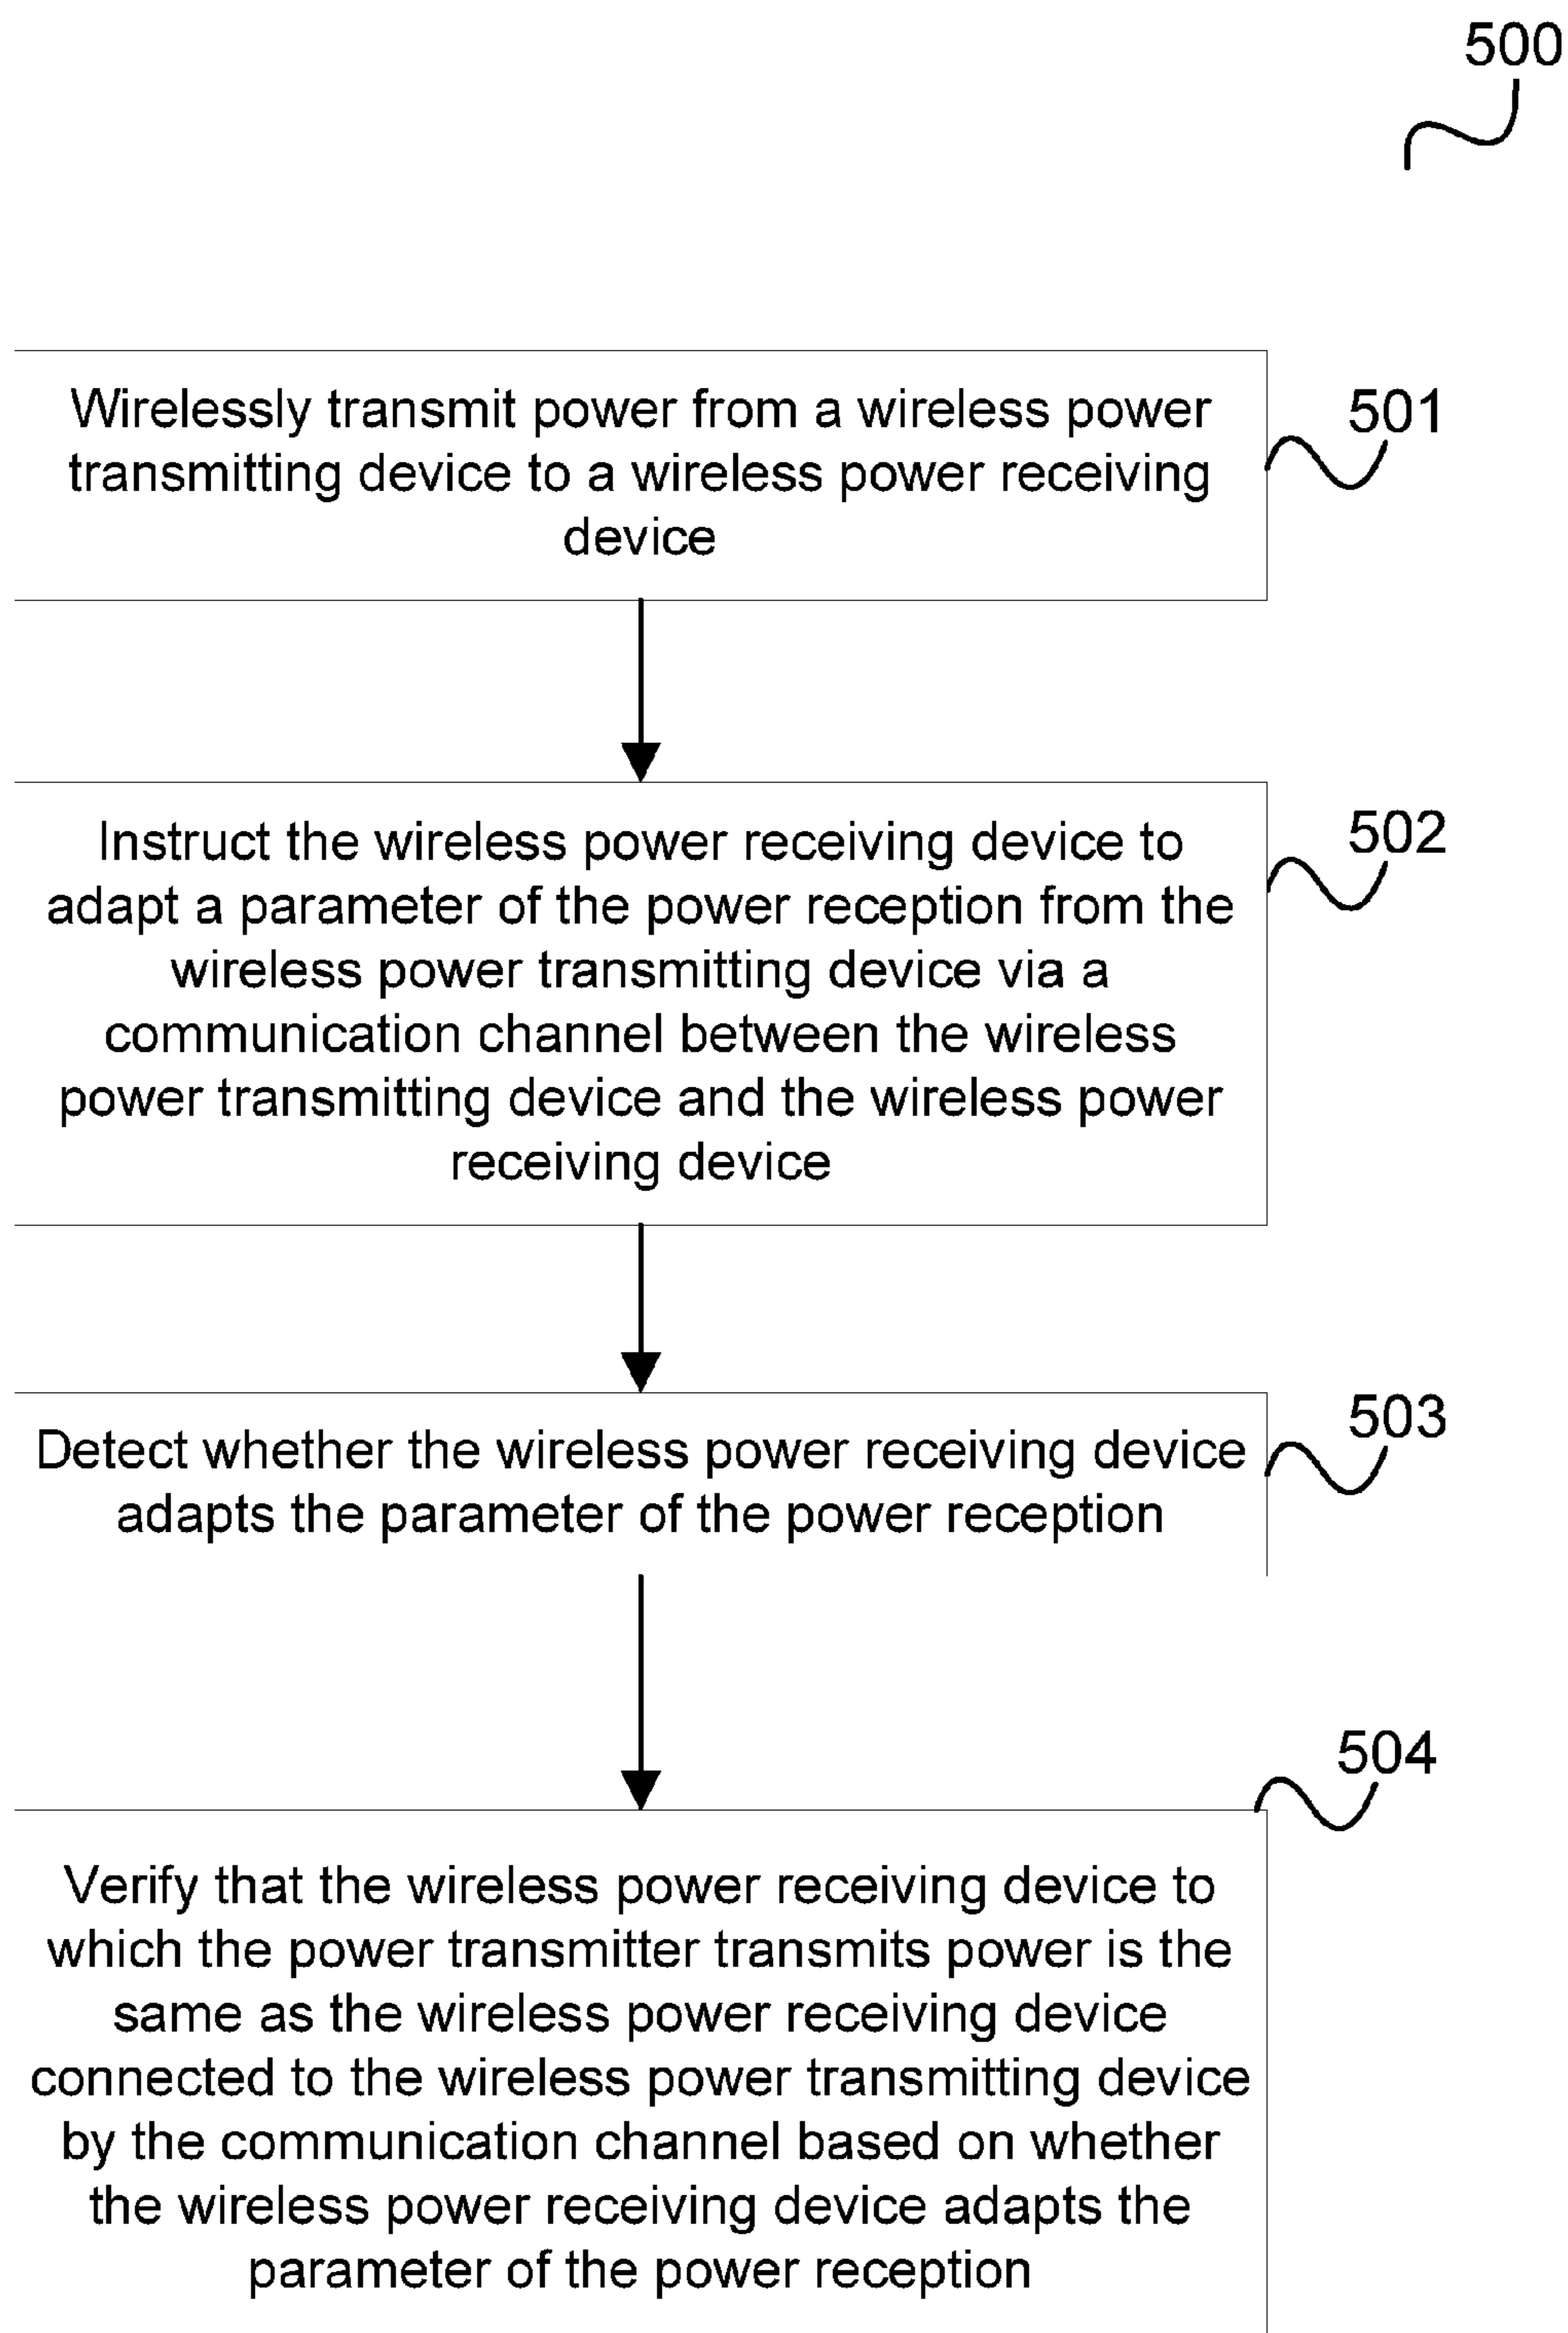 500
Wirelessly transmit power from a wireless power
transmitting device to a wireless power receiving
device
501
Instruct the wireless power receiving device to
adapt a parameter of the power reception from the
wireless power transmitting device via a
communication channel between the wireless
power transmitting device and the wireless power
receiving device
502
Detect whether the wireless power receiving device
adapts the parameter of the power reception
503
504
Verify that the wireless power receiving device to
which the power transmitter transmits power is the
same as the wireless power receiving device
connected to the wireless power transmitting device
by the communication channel based on whether
the wireless power receiving device adapts the
parameter of the power reception